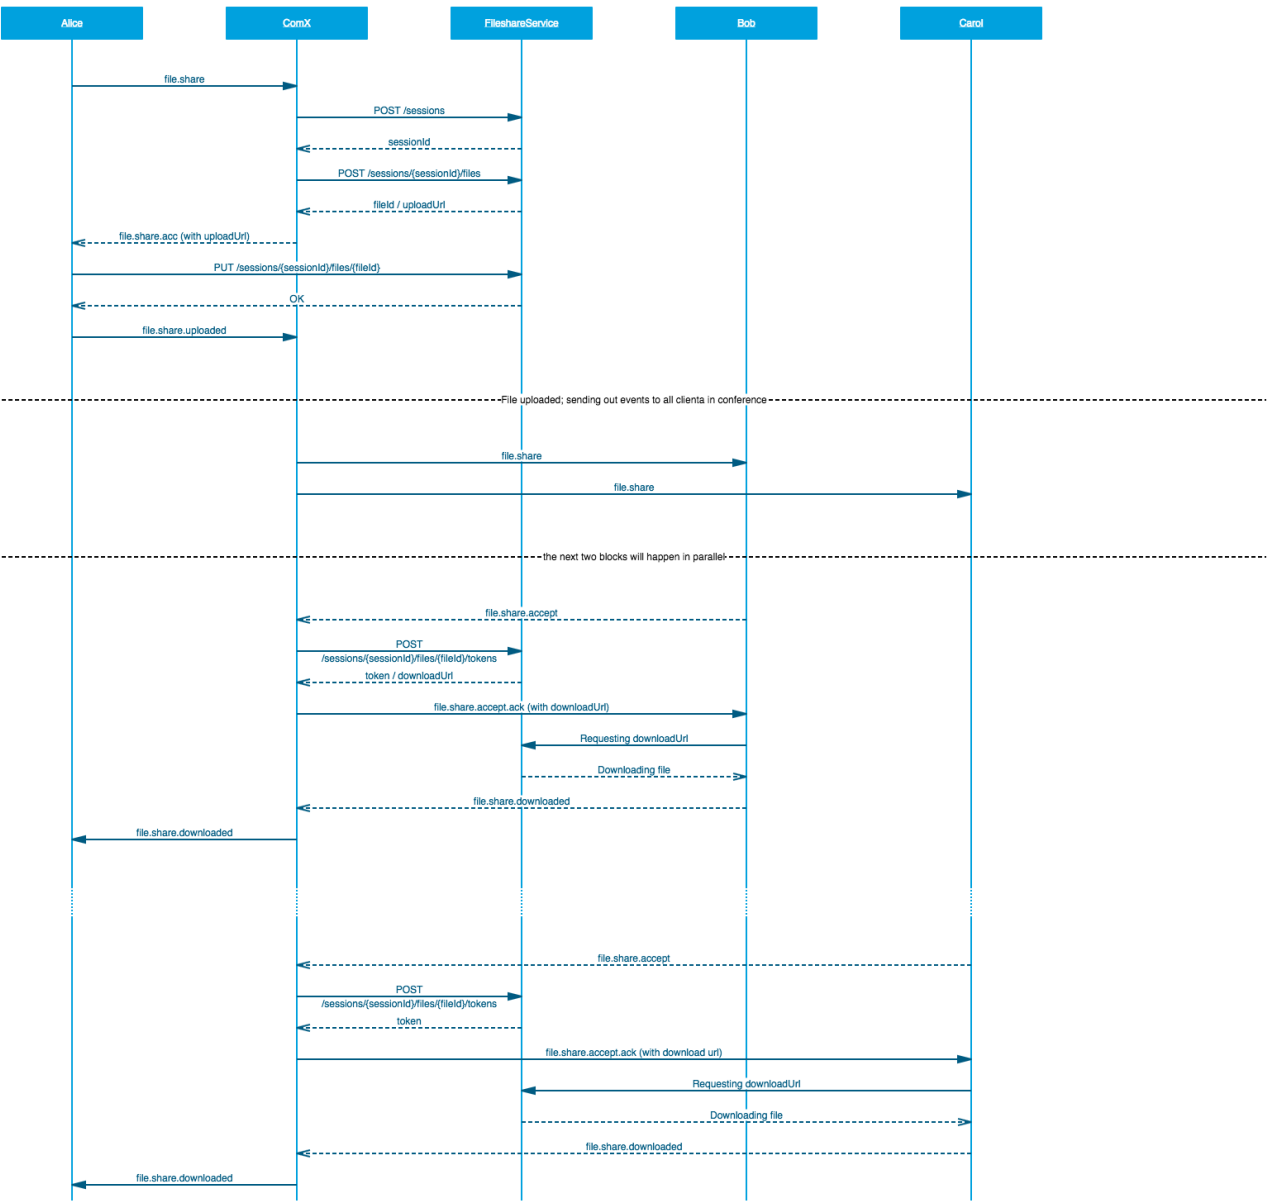 Alice
ComX
FileshareService
Bob
Carol
file.share
POST /sessions
sessionId
POST /sessions/{sessionId}/files
fileId / uploadUrl
file.share.acc (with uploadUrl)
PUT /sessions/{sessionId}/files/{fileId}
OK
file.share.uploaded
File uploaded; sending out events to all clienta in conference
file.share
file.share
the next two blocks will happen in parallel
file.share.accept
POST
/sessions/{sessionId}/files/{fileId}/tokens
token / downloadUrl
file.share.accept.ack (with downloadUrl)
Requesting downloadUrl
Downloading file
file.share.downloaded
file.share.downloaded
file.share.accept
POST
/sessions/{sessionId}/files/{fileId}/tokens
token
file.share.accept.ack (with download url)
Requesting downloadUrl
Downloading file
file.share.downloaded
file.share.downloaded